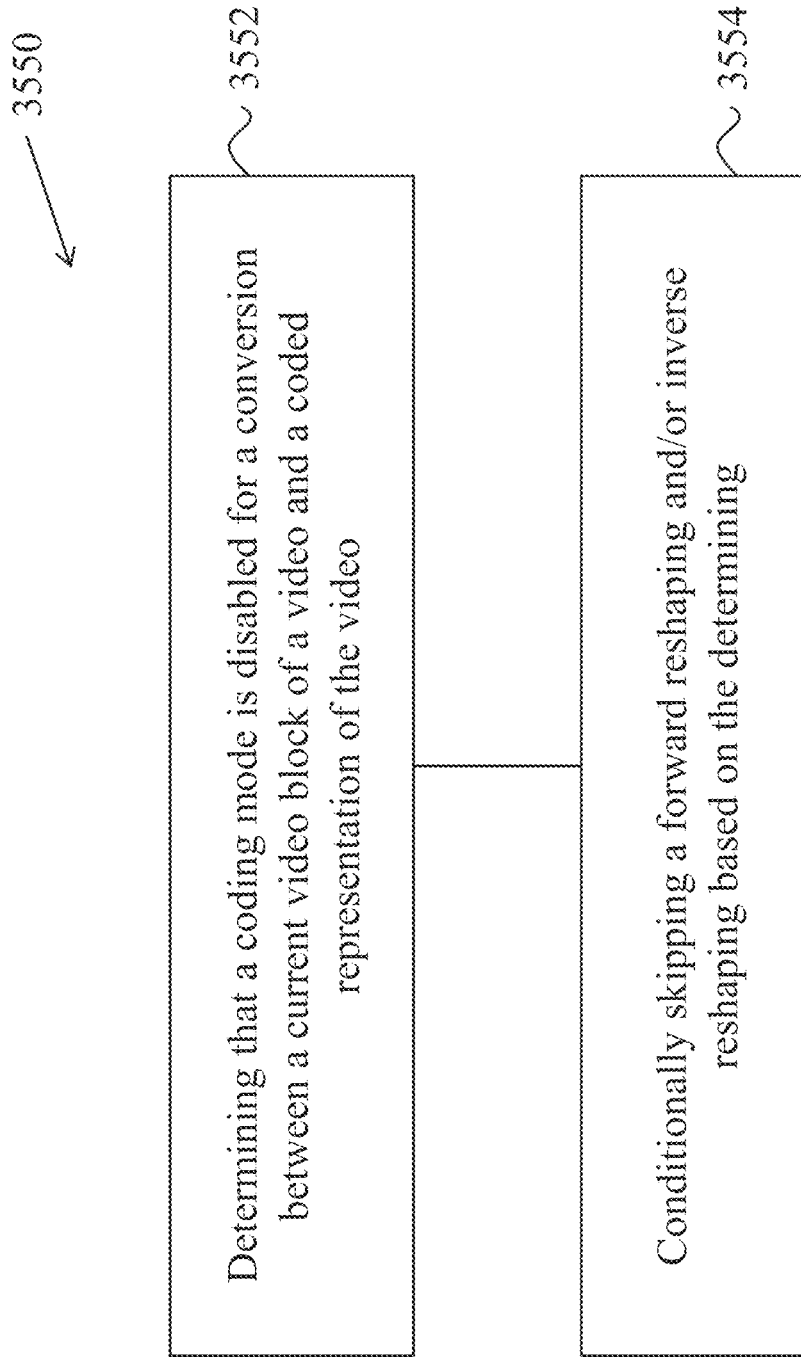 3550
Determining that a coding mode is disabled for a conversion
between a current video block of a video and a coded
representation of the video
3552
Conditionally skipping a forward reshaping and/or inverse
reshaping based on the determining
3554